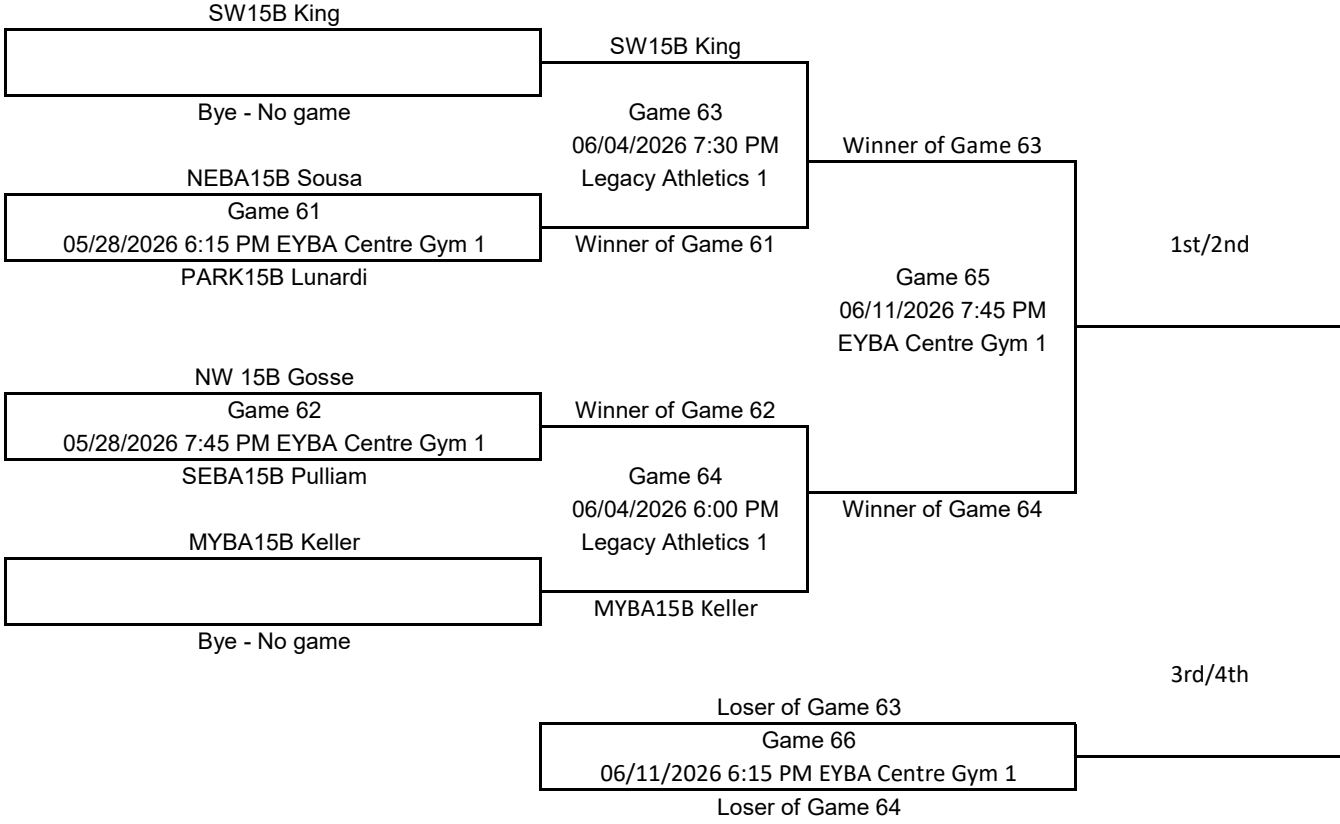 SW15B King
Bye - No game
NEBA15B Sousa
Game 61
05/28/2026 6:15 PM EYBA Centre Gym 1
PARK15B Lunardi
NW 15B Gosse
Game 62
05/28/2026 7:45 PM EYBA Centre Gym 1
SEBA15B Pulliam
MYBA15B Keller
Bye - No game
SW15B King
Game 63
06/04/2026 7:30 PM
Legacy Athletics 1
Winner of Game 61
Winner of Game 62
Game 64
06/04/2026 6:00 PM
Legacy Athletics 1
MYBA15B Keller
Winner of Game 63
Game 65
06/11/2026 7:45 PM
EYBA Centre Gym 1
Winner of Game 64
1st/2nd
Loser of Game 63
Game 66
06/11/2026 6:15 PM EYBA Centre Gym 1
Loser of Game 64
3rd/4th